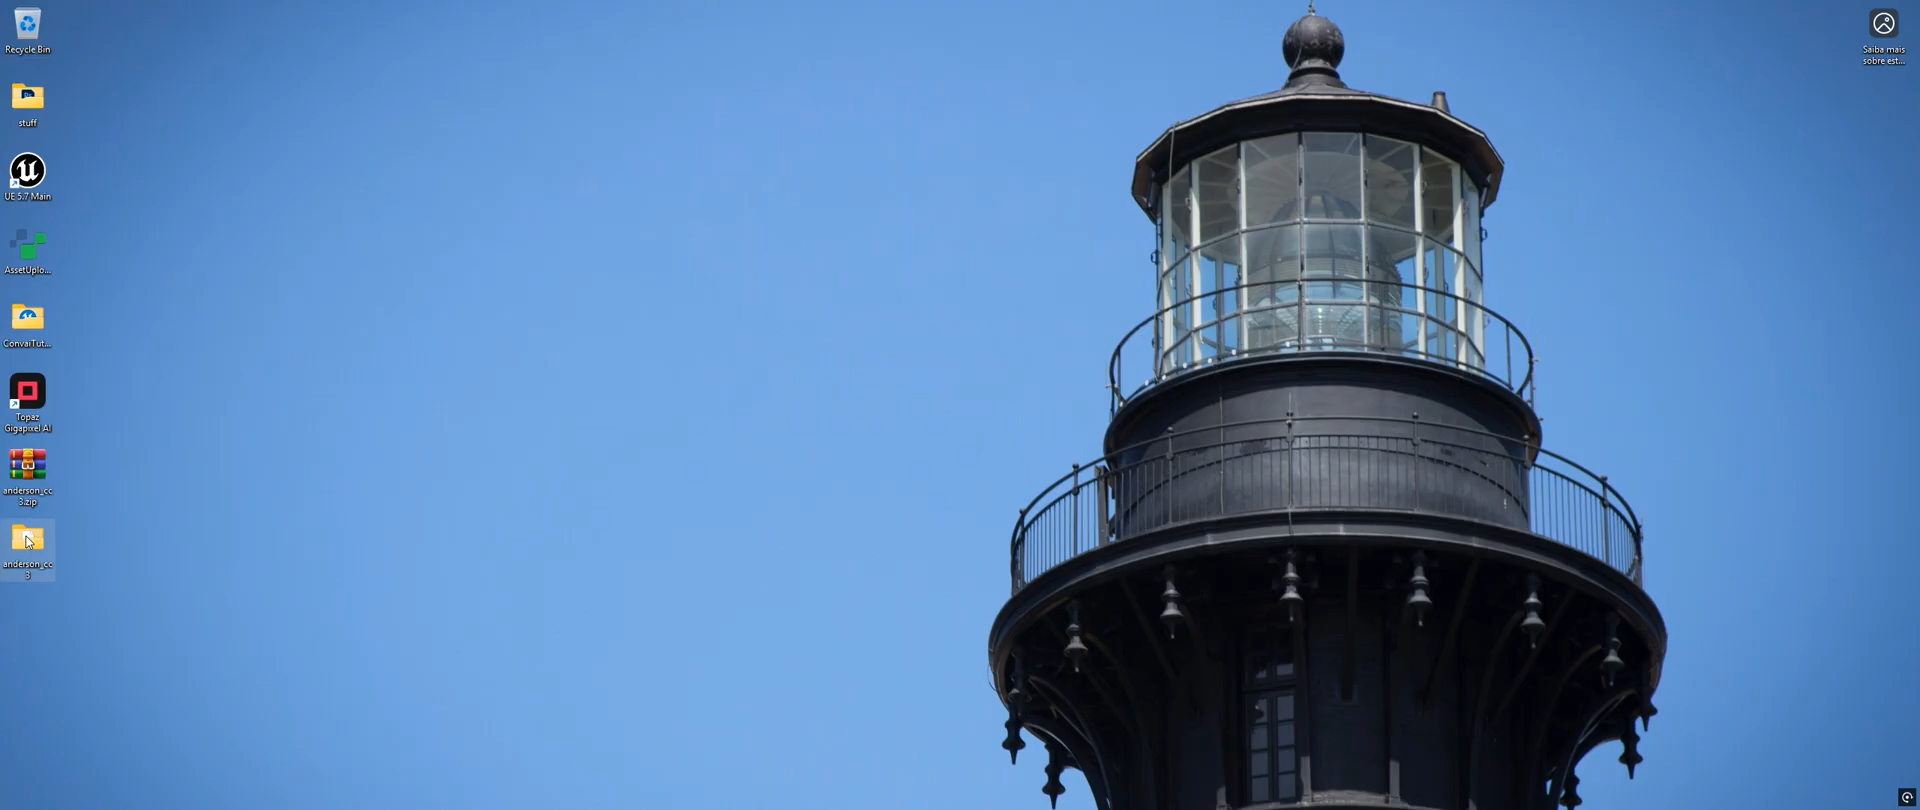 Recycle Bin
stuff
UE 5.7 Main
AssetUplo...
ConvaiTut...
Topaz
Gigapixel AI
anderson_cc
3.zip
anderson_cc
3
Saiba mais
sobre est...